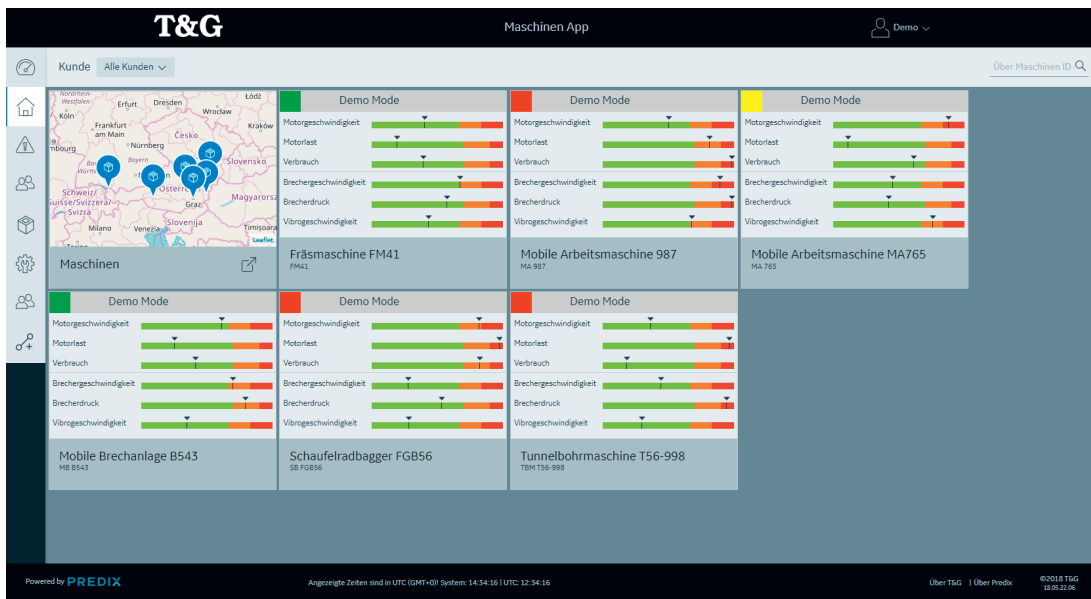 T&G
Maschinen App
Demo
Kunde
Alle Kunden
Über Maschinen ID
Nordrhein-
Westfalen
Erfurt
Dresden
Łódź
Köln
Wrocław
Frankfurt
am Main
Kraków
Česko
Nürnberg
Bayern
Slovensko
Schweiz/
Suisse/Svizzera/
Svizra
Graz
Magyarorsz
Milano
Venezia
Slovenija
Timișoara
Torino
Leaflet
Maschinen
Demo Mode
Motorgeschwindigkeit
Motorlast
Verbrauch
Brechergeschwindigkeit
Brecherdruck
Vibrogeschwindigkeit
Fräsmaschine FM41
FM41
Demo Mode
Motorgeschwindigkeit
Motorlast
Verbrauch
Brechergeschwindigkeit
Brecherdruck
Vibrogeschwindigkeit
Mobile Arbeitsmaschine 987
MA 987
Demo Mode
Motorgeschwindigkeit
Motorlast
Verbrauch
Brechergeschwindigkeit
Brecherdruck
Vibrogeschwindigkeit
Mobile Arbeitsmaschine MA765
MA 765
Demo Mode
Motorgeschwindigkeit
Motorlast
Verbrauch
Brechergeschwindigkeit
Brecherdruck
Vibrogeschwindigkeit
Mobile Brechanlage B543
MB B543
Demo Mode
Motorgeschwindigkeit
Motorlast
Verbrauch
Brechergeschwindigkeit
Brecherdruck
Vibrogeschwindigkeit
Schaufelradbagger FGB56
SB FGB56
Demo Mode
Motorgeschwindigkeit
Motorlast
Verbrauch
Brechergeschwindigkeit
Brecherdruck
Vibrogeschwindigkeit
Tunnelbohrmaschine T56-998
TBM T56-998
Powered by PREDIX
Angezeigte Zeiten sind in UTC (GMT+0)! System: 14:34:16 | UTC: 12:34:16
Über T&G | Über Predix
©2018 T&G
18.05.22.06